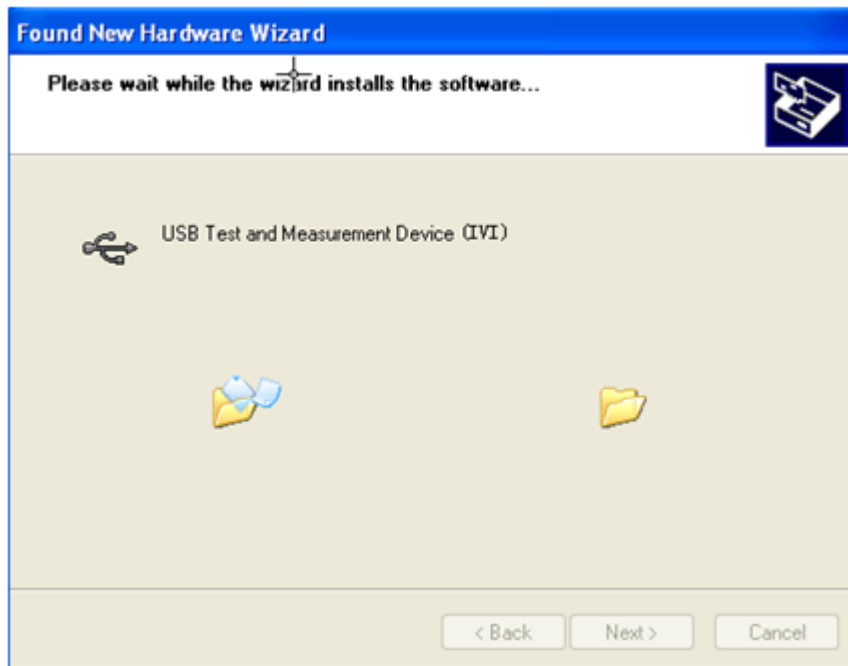 Found New Hardware Wizard
Please wait while the wizard installs the software...
USB Test and Measurement Device (IVI)
< Back
Next >
Cancel